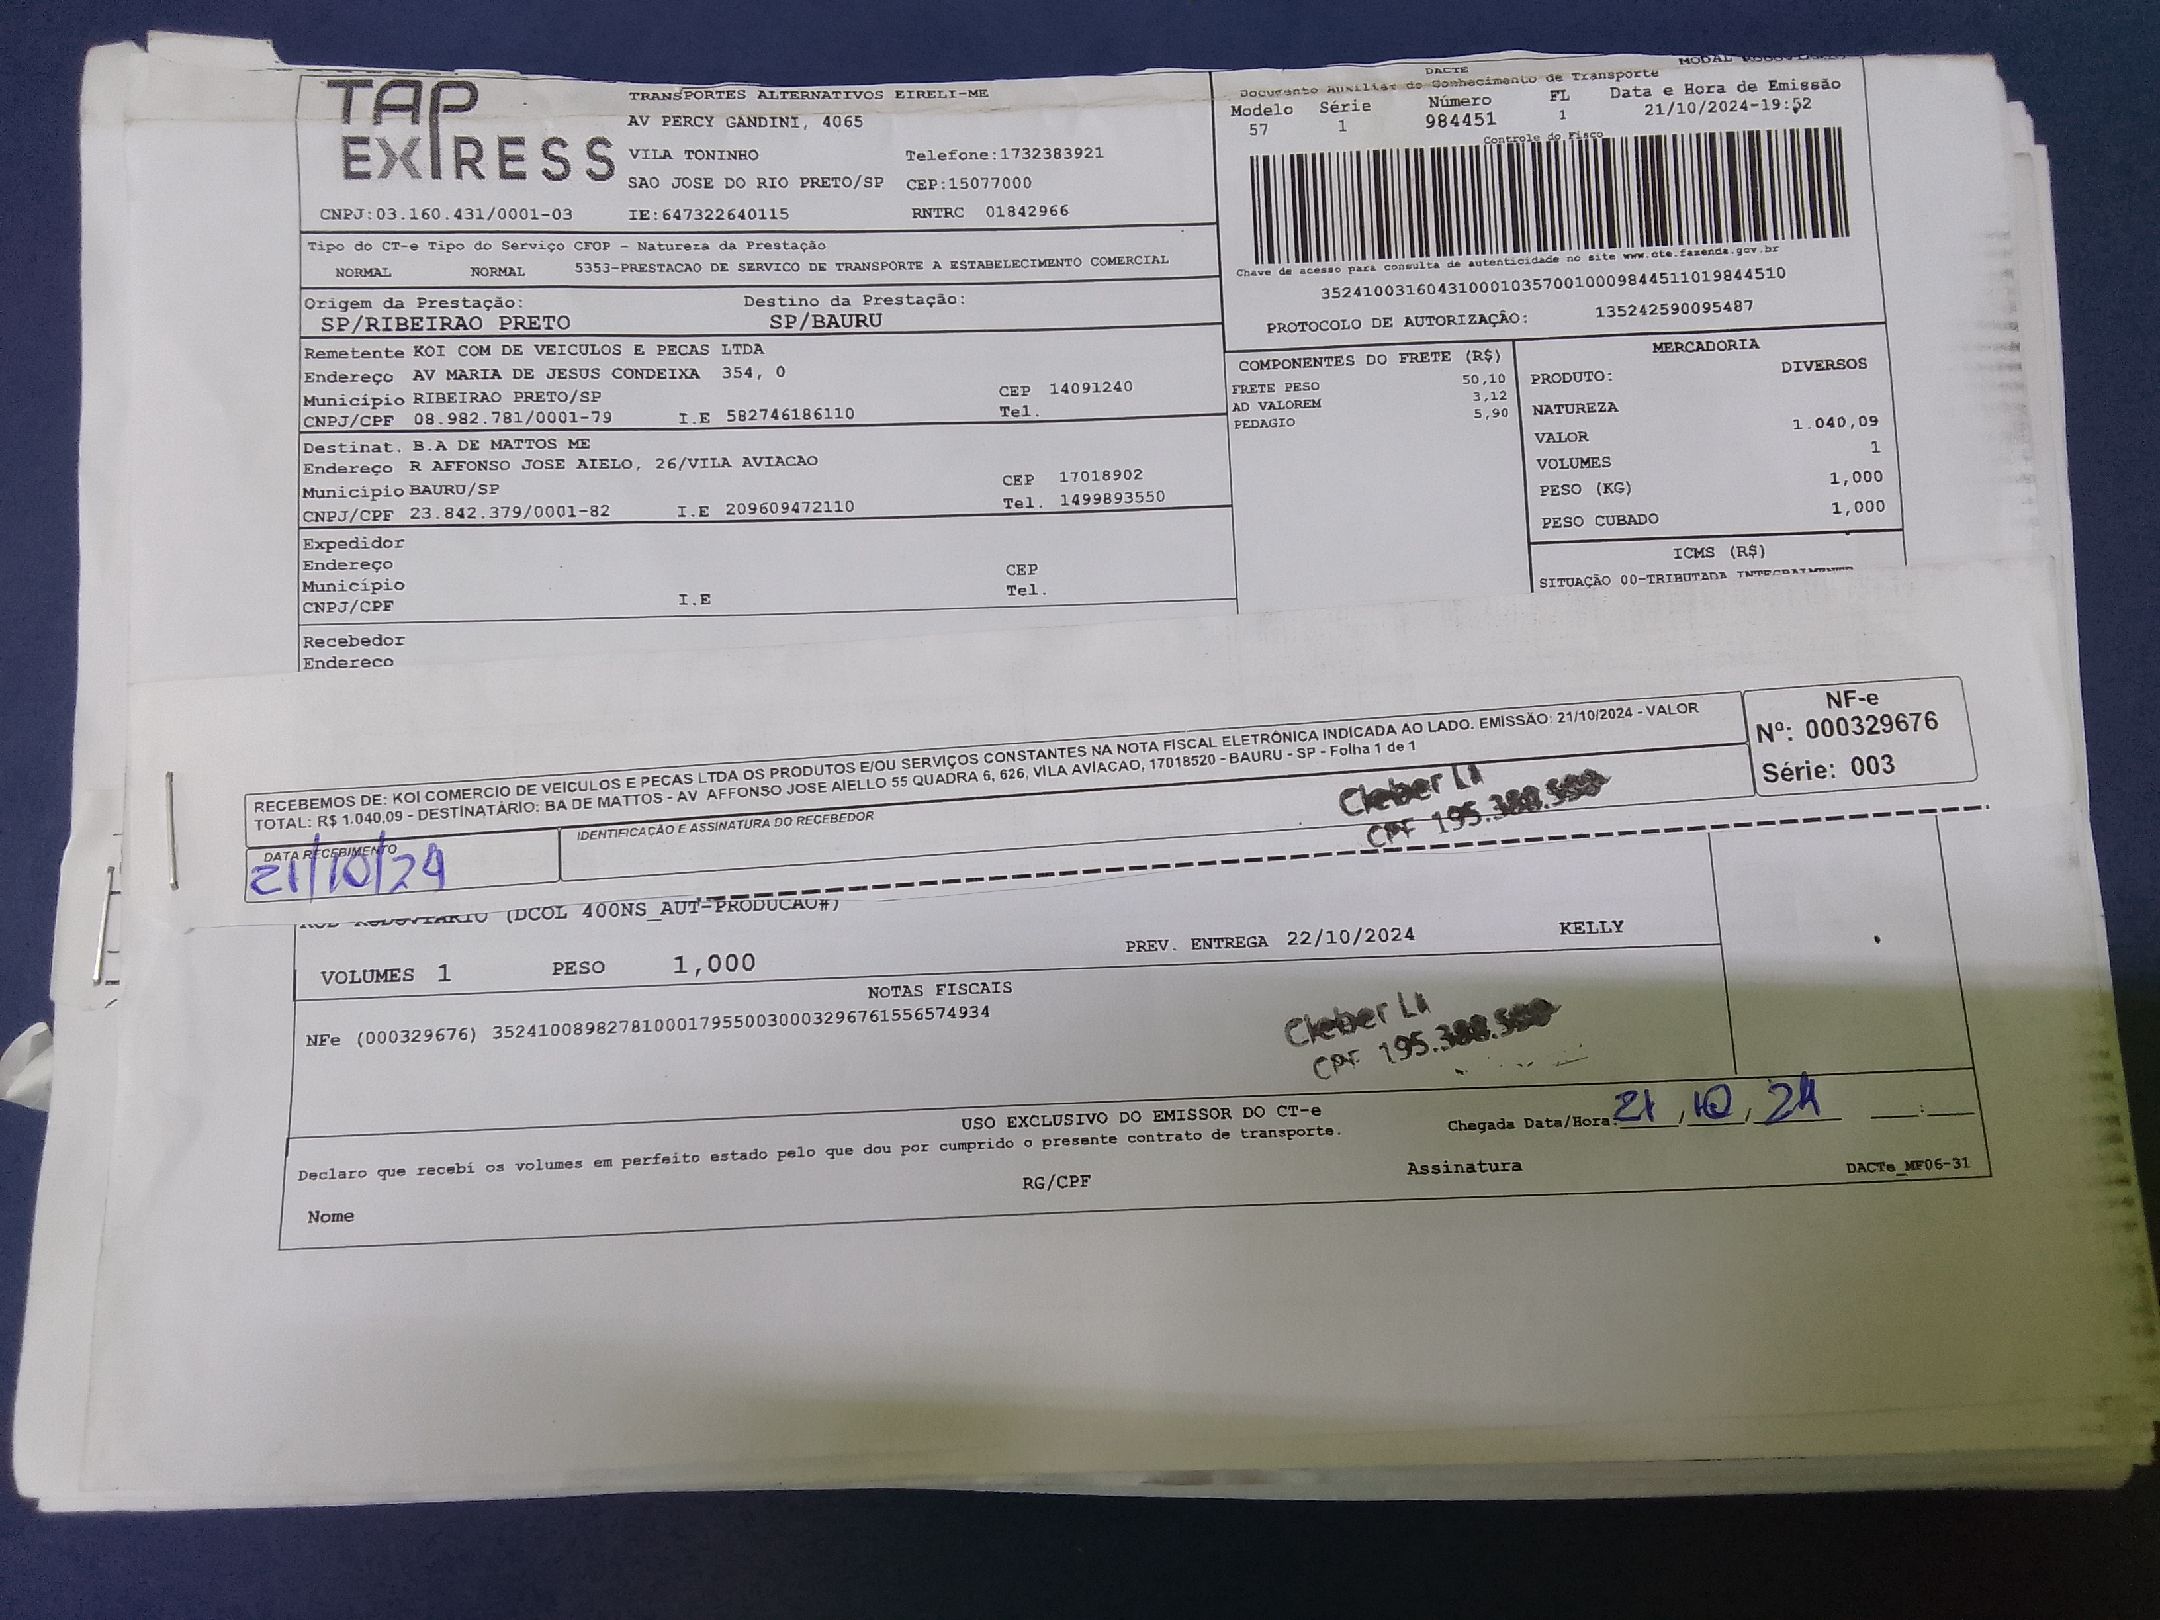 TAP EXPRESS
TRANSPORTES ALTERNATIVOS EIRELI-ME
AV PERCY GANDINI, 4065
VILA TONINHO Telefone:1732383921
SAO JOSE DO RIO PRETO/SP CEP:15077000
CNPJ:03.160.431/0001-03 IE:647322640115 RNTRC 01842966
DACTE
Documento Auxiliar do Conhecimento de Transporte
Modelo Série Número FL Data e Hora de Emissão
57 1 984451 1 21/10/2024-19:52
Controle do Fisco
Chave de acesso para consulta de autenticidade no site www.cte.fazenda.gov.br
35241003160431000103570010009844511019844510
PROTOCOLO DE AUTORIZAÇÃO: 135242590095487
Tipo do CT-e Tipo do Serviço CFOP - Natureza da Prestação
NORMAL NORMAL 5353-PRESTACAO DE SERVICO DE TRANSPORTE A ESTABELECIMENTO COMERCIAL
Origem da Prestação: Destino da Prestação:
SP/RIBEIRAO PRETO SP/BAURU
Remetente KOI COM DE VEICULOS E PECAS LTDA
Endereço AV MARIA DE JESUS CONDEIXA 354, 0
Município RIBEIRAO PRETO/SP CEP 14091240
CNPJ/CPF 08.982.781/0001-79 I.E 582746186110 Tel.
Destinat. B.A DE MATTOS ME
Endereço R AFFONSO JOSE AIELO, 26/VILA AVIACAO
Município BAURU/SP CEP 17018902
CNPJ/CPF 23.842.379/0001-82 I.E 209609472110 Tel. 1499893550
Expedidor
Endereço
Município CEP
CNPJ/CPF I.E Tel.
Recebedor
Endereço
COMPONENTES DO FRETE (R$)
FRETE PESO 50,10
AD VALOREM 3,12
PEDAGIO 5,90
MERCADORIA
PRODUTO: DIVERSOS
NATUREZA
VALOR 1.040,09
VOLUMES 1
PESO (KG) 1,000
PESO CUBADO 1,000
ICMS (R$)
SITUAÇÃO 00-TRIBUTADA INTEGRALMENTE
RECEBEMOS DE: KOI COMERCIO DE VEICULOS E PECAS LTDA OS PRODUTOS E/OU SERVIÇOS CONSTANTES NA NOTA FISCAL ELETRÔNICA INDICADA AO LADO. EMISSÃO: 21/10/2024 - VALOR
TOTAL: R$ 1.040,09 - DESTINATÁRIO: BA DE MATTOS - AV AFFONSO JOSE AIELLO 55 QUADRA 6, 626, VILA AVIACAO, 17018520 - BAURU - SP - Folha 1 de 1
NF-e
Nº: 000329676
Série: 003
DATA RECEBIMENTO
21/10/24
IDENTIFICAÇÃO E ASSINATURA DO RECEBEDOR
Cleber
CPF 195.388.
RODOVIARIO (DCOL 400NS_AUT-PRODUCAO#)
VOLUMES 1 PESO 1,000 PREV. ENTREGA 22/10/2024 KELLY
NOTAS FISCAIS
NFe (000329676) 35241008982781000179550030003296761556574934
Cleber
CPF 195.388.
USO EXCLUSIVO DO EMISSOR DO CT-e
Chegada Data/Hora: 21, 10, 24
Declaro que recebi os volumes em perfeito estado pelo que dou por cumprido o presente contrato de transporte.
Nome RG/CPF Assinatura DACTe_MF06-31